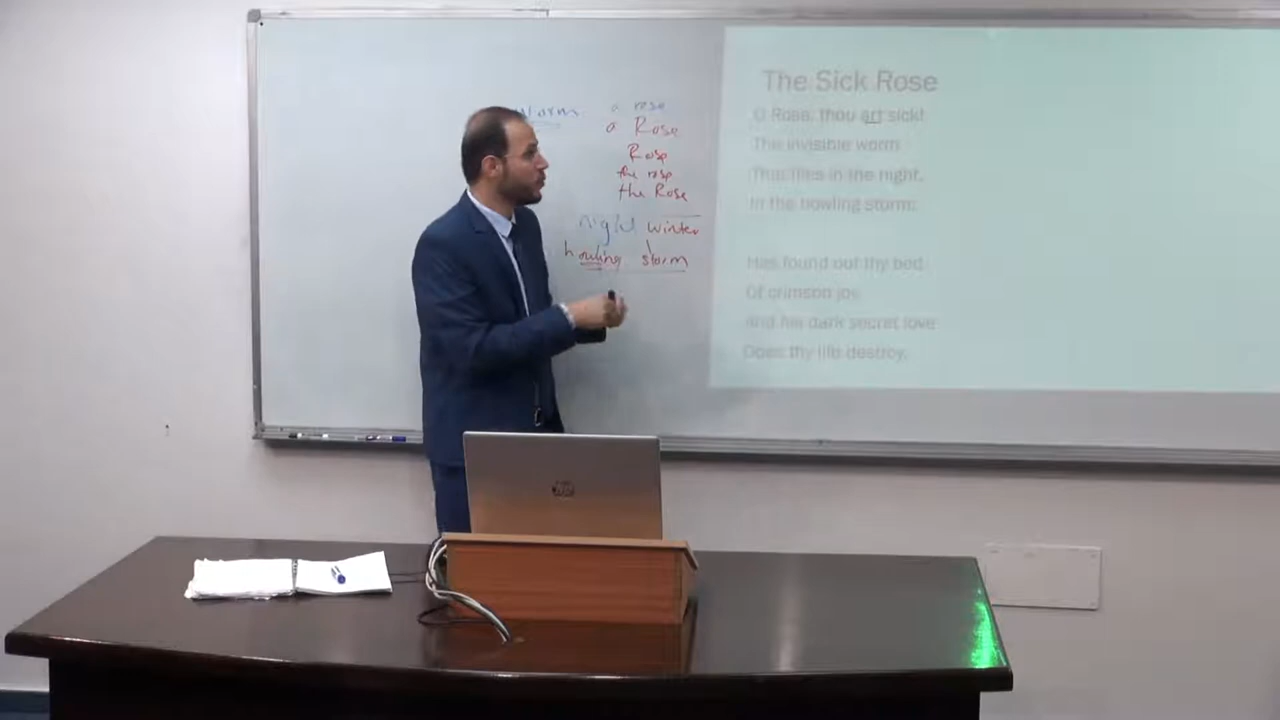 worm
a rose
a Rose
Rose
the rose
the Rose
night winter
howling storm
The Sick Rose
O Rose, thou art sick!
The invisible worm
That flies in the night,
In the howling storm:
Has found out thy bed
Of crimson joy
And his dark secret love
Does thy life destroy.
hp